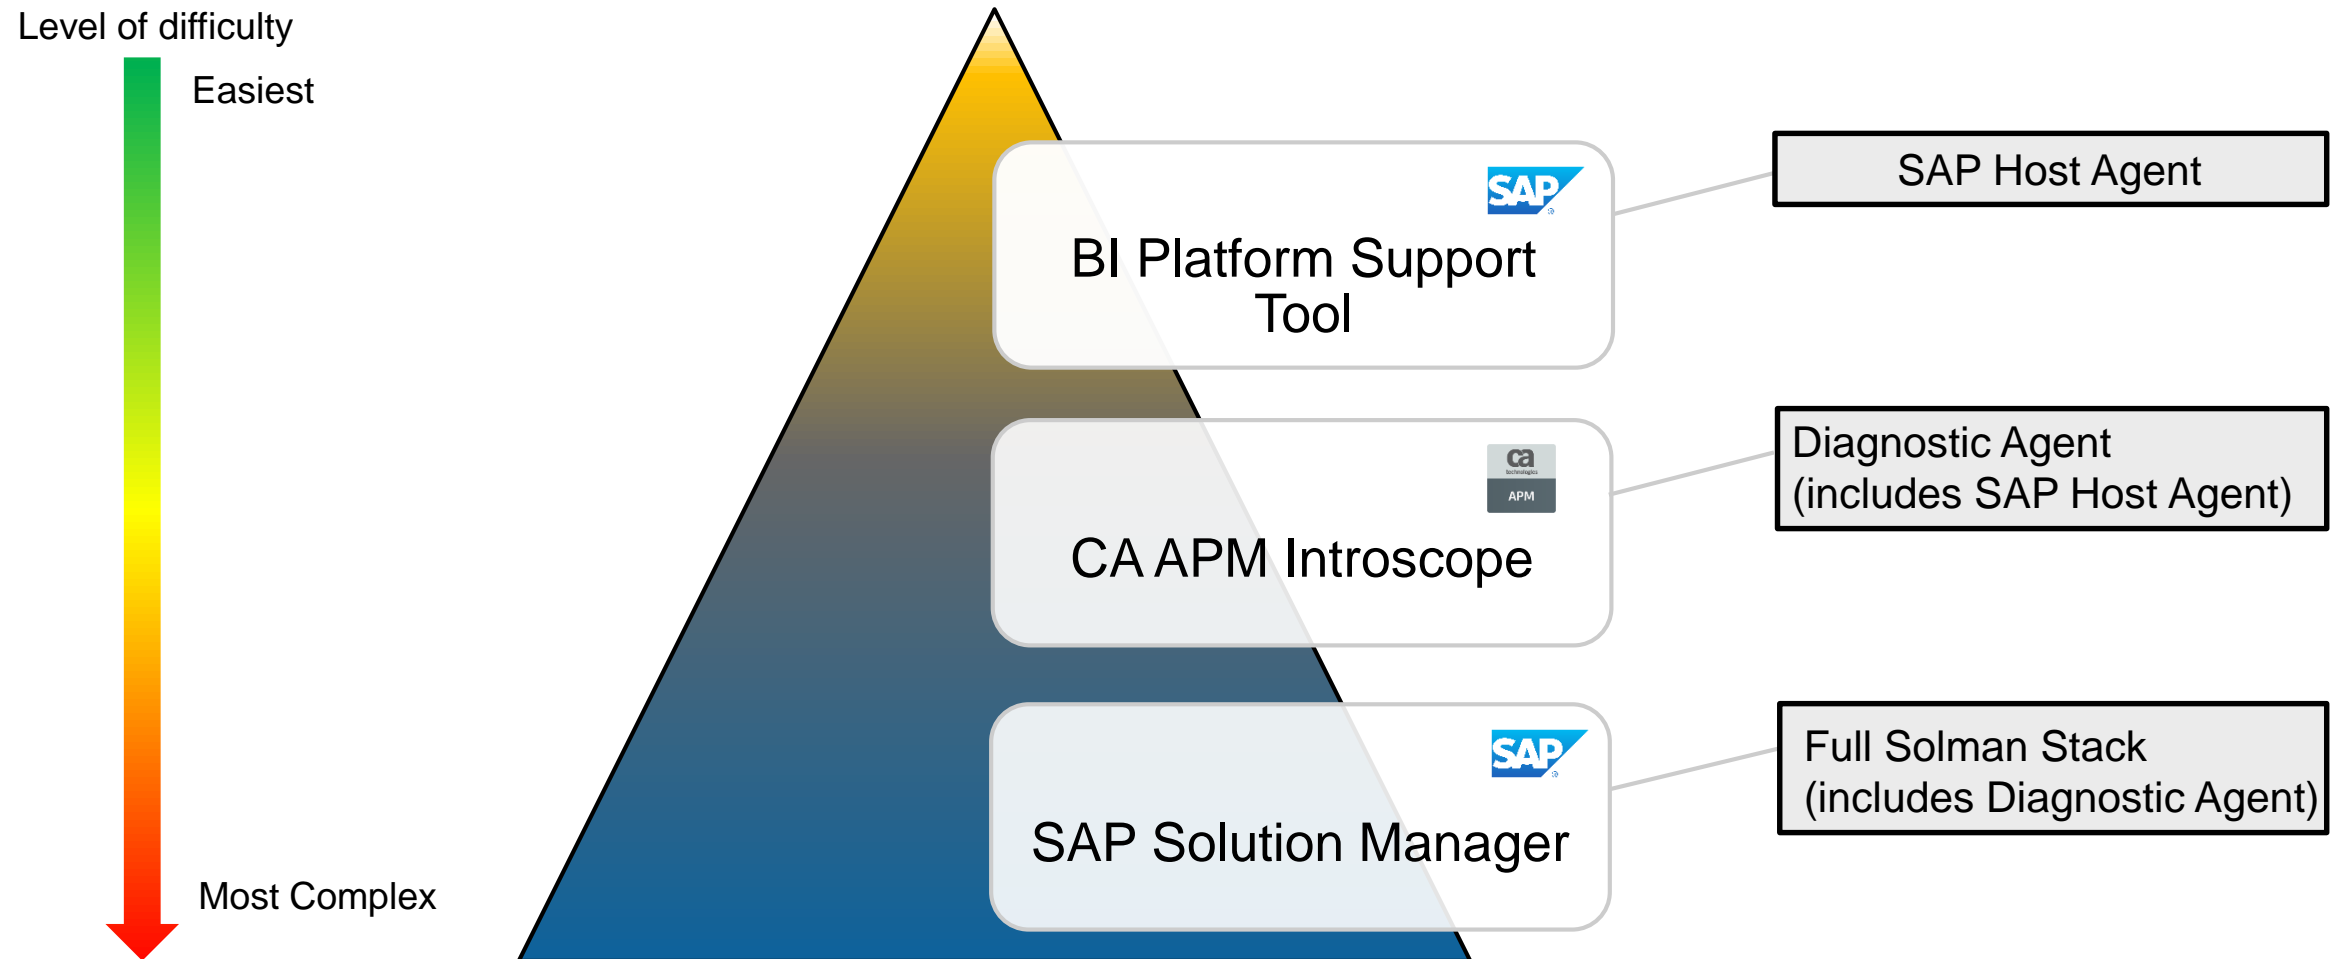 Level of difficulty
Easiest
SAP
SAP Host Agent
BI Platform Support
Tool
ca
technologies
APM
Diagnostic Agent
(includes SAP Host Agent)
CA APM Introscope
SAP
Full Solman Stack
(includes Diagnostic Agent)
SAP Solution Manager
Most Complex